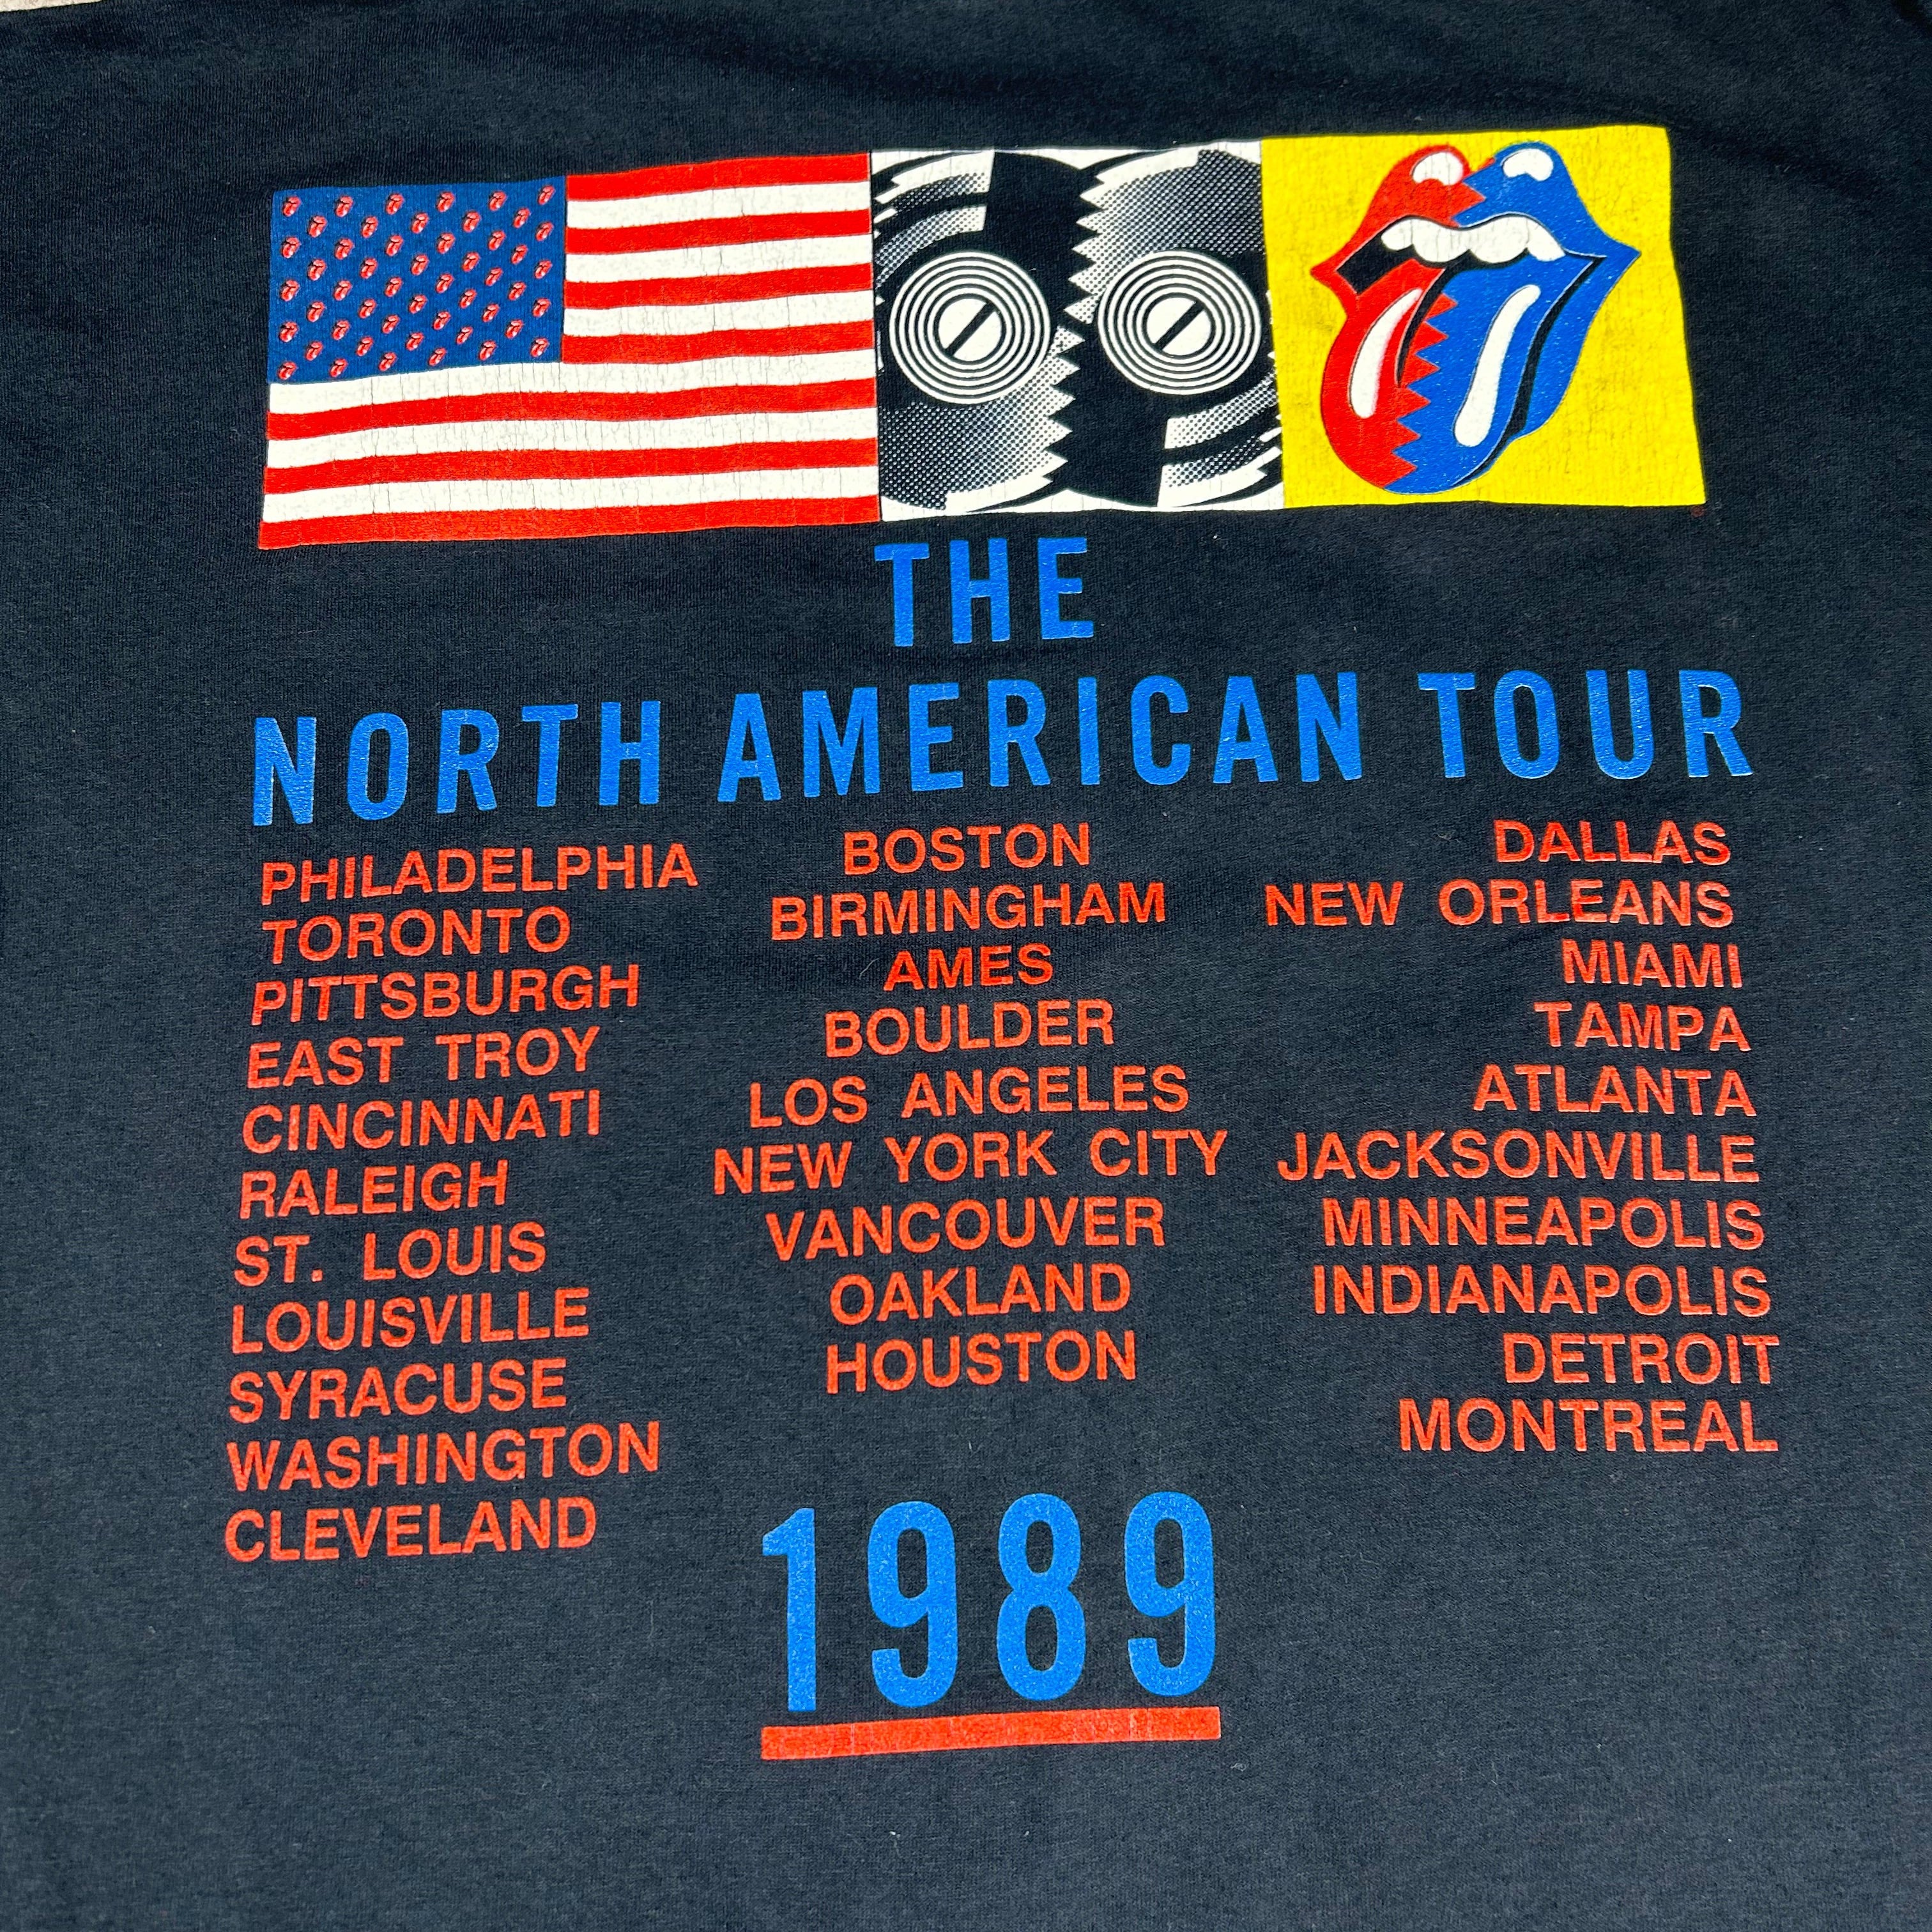 THE
NORTH AMERICAN TOUR
PHILADELPHIA
TORONTO
PITTSBURGH
EAST TROY
CINCINNATI
RALEIGH
ST. LOUIS
LOUISVILLE
SYRACUSE
WASHINGTON
CLEVELAND
BOSTON
BIRMINGHAM
AMES
BOULDER
LOS ANGELES
NEW YORK CITY
VANCOUVER
OAKLAND
HOUSTON
DALLAS
NEW ORLEANS
MIAMI
TAMPA
ATLANTA
JACKSONVILLE
MINNEAPOLIS
INDIANAPOLIS
DETROIT
MONTREAL
1989